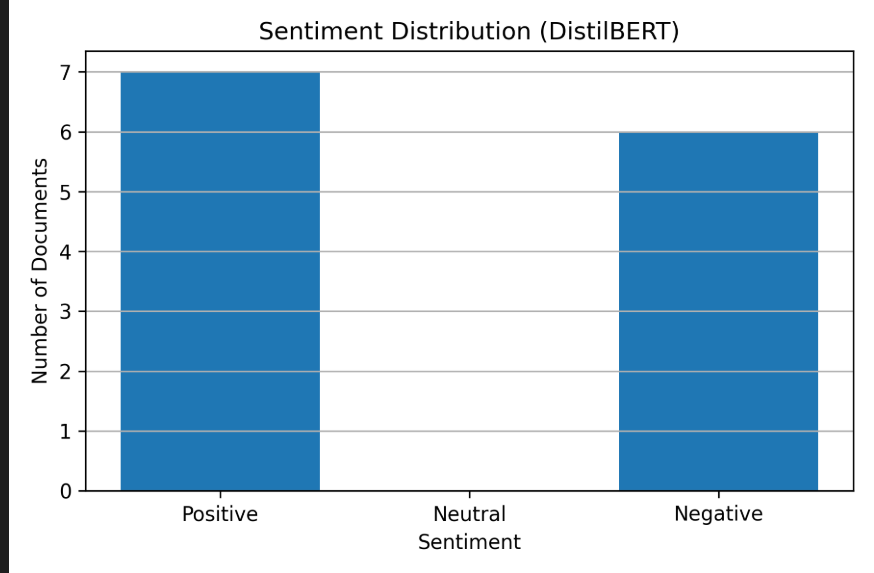 Sentiment Distribution (DistilBERT)
Number of Documents
7
6
5
4
3
2
1
0
Positive Neutral Negative
Sentiment